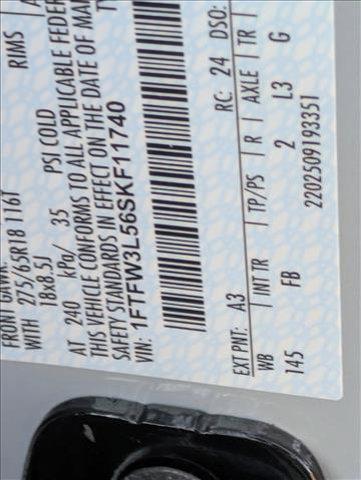 RIMS
FRONT GAWR:
WITH 275/65R18 116T
18x8.5J
AT 240 kPa/ 35 PSI COLD
THIS VEHICLE CONFORMS TO ALL APPLICABLE FEDER
SAFETY STANDARDS IN EFFECT ON THE DATE OF MAN
VIN: 1FTFW3L56SKF11740
EXT PNT: A3 RC: 24 DSO:
WB INT TR TP/PS R AXLE TR
145 FB 2 L3 G
2202509193351